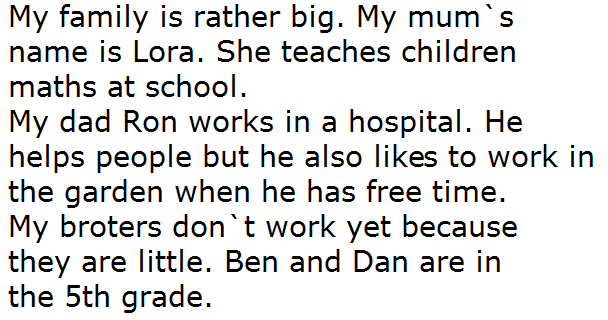 My family is rather big. My mum`s
name is Lora. She teaches children
maths at school.
My dad Ron works in a hospital. He
helps people but he also likes to work in
the garden when he has free time.
My broters don`t work yet because
they are little. Ben and Dan are in
the 5th grade.